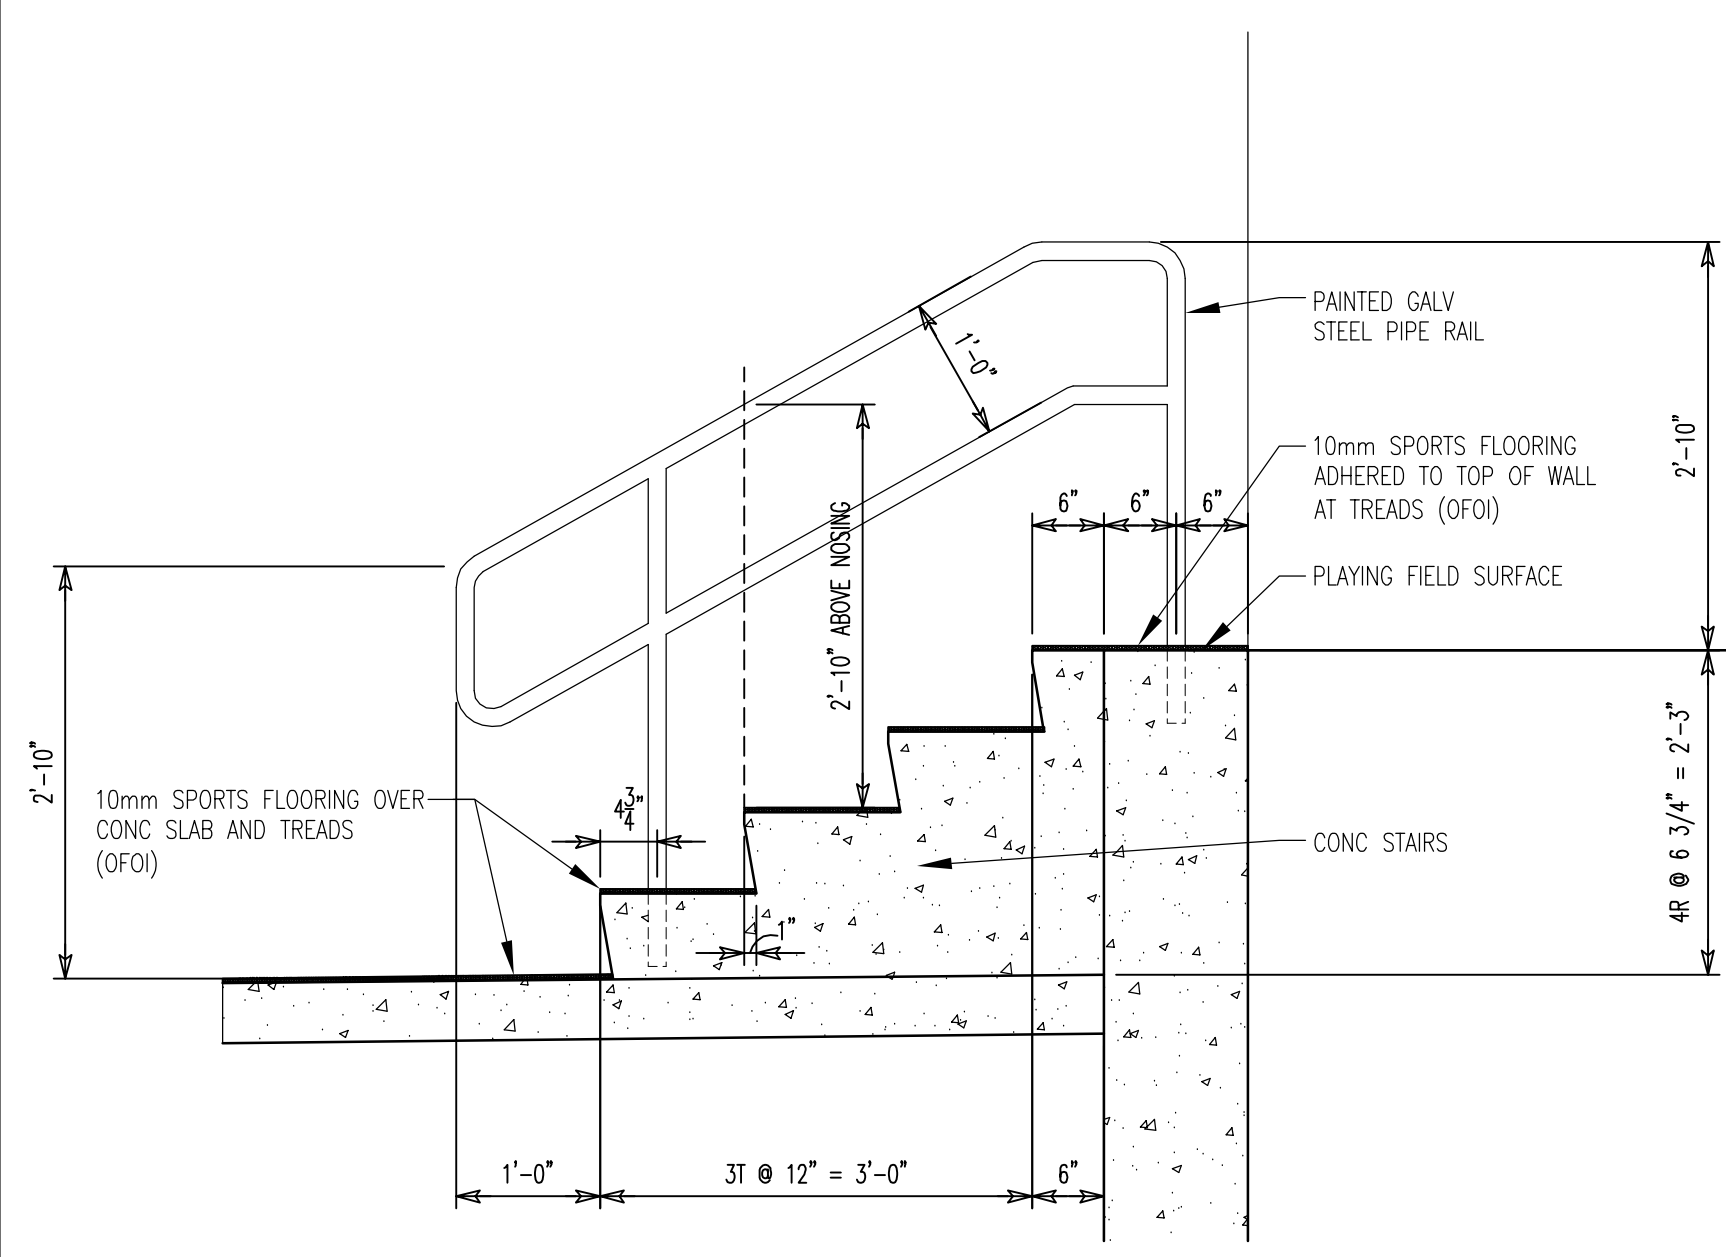 PAINTED GALV
STEEL PIPE RAIL
1'-0"
2'-10"
10mm SPORTS FLOORING
ADHERED TO TOP OF WALL
AT TREADS (OFOI)
6" 6" 6"
2'-10" ABOVE NOSING
PLAYING FIELD SURFACE
2'-10"
10mm SPORTS FLOORING OVER
CONC SLAB AND TREADS
(OFOI)
4 3/4"
CONC STAIRS
4R @ 6 3/4" = 2'-3"
1"
1'-0"
3T @ 12" = 3'-0"
6"